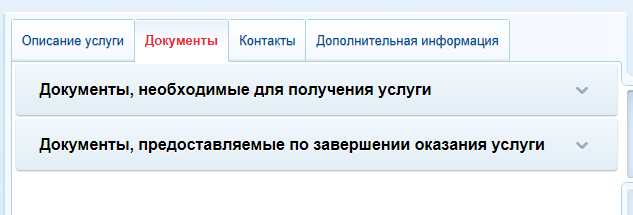 Описание услуги Документы Контакты Дополнительная информация
Документы, необходимые для получения услуги
Документы, предоставляемые по завершении оказания услуги